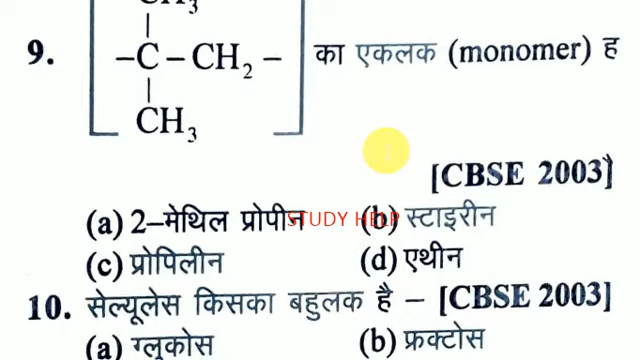 CH₃
9. [–C–CH₂–] का एकलक (monomer) ह
CH₃
[CBSE 2003]
(a) 2–मेथिल प्रोपीन (b) स्टाइरीन
STUDY HELP
(c) प्रोपिलीन (d) एथीन
10. सेल्यूलेस किसका बहुलक है – [CBSE 2003]
(a) ग्लूकोस (b) फ्रक्टोस